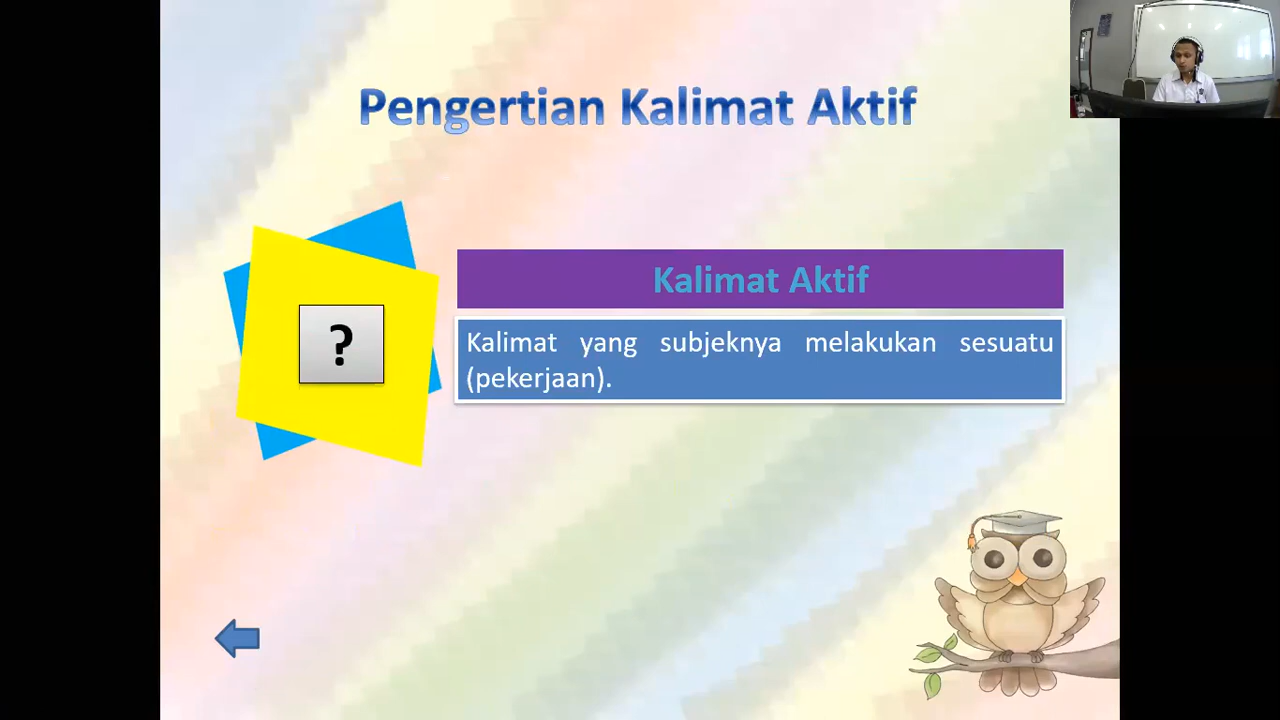 Pengertian Kalimat Aktif
?
Kalimat Aktif
Kalimat yang subjeknya melakukan sesuatu
(pekerjaan).